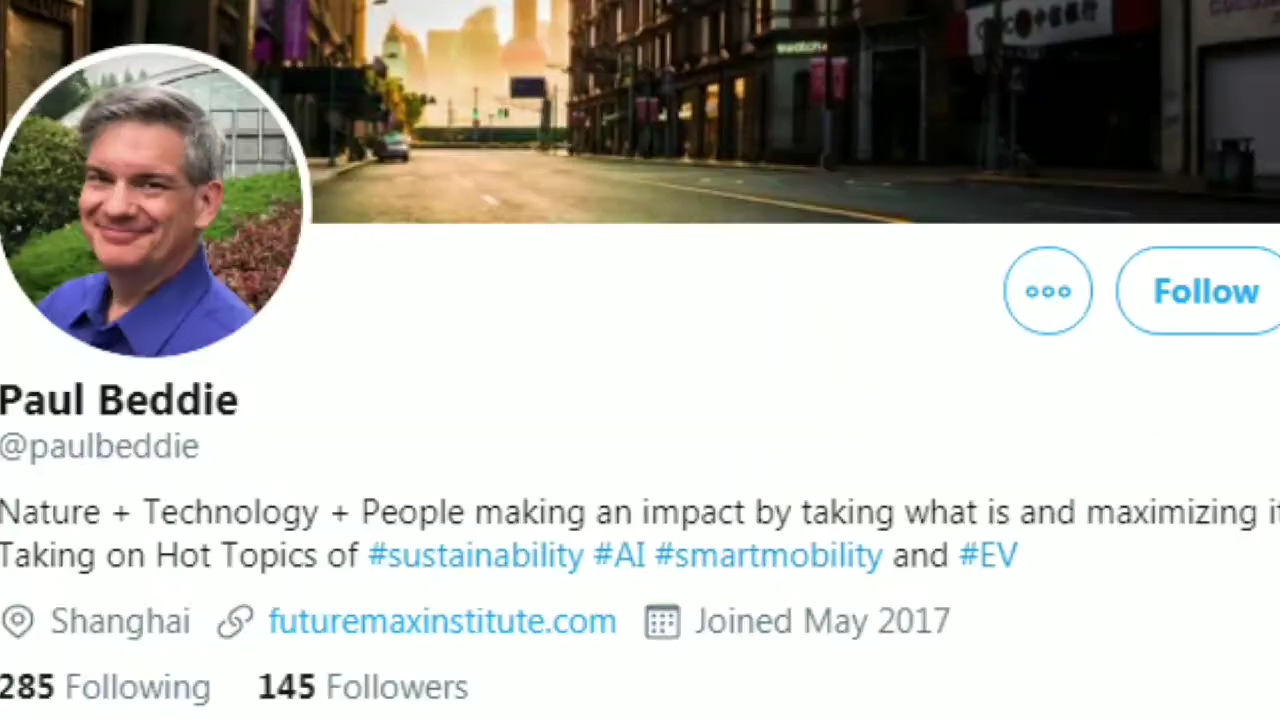 swatch
Follow
Paul Beddie
@paulbeddie
Nature + Technology + People making an impact by taking what is and maximizing it
Taking on Hot Topics of #sustainability #AI #smartmobility and #EV
Shanghai futuremaxinstitute.com Joined May 2017
285 Following 145 Followers